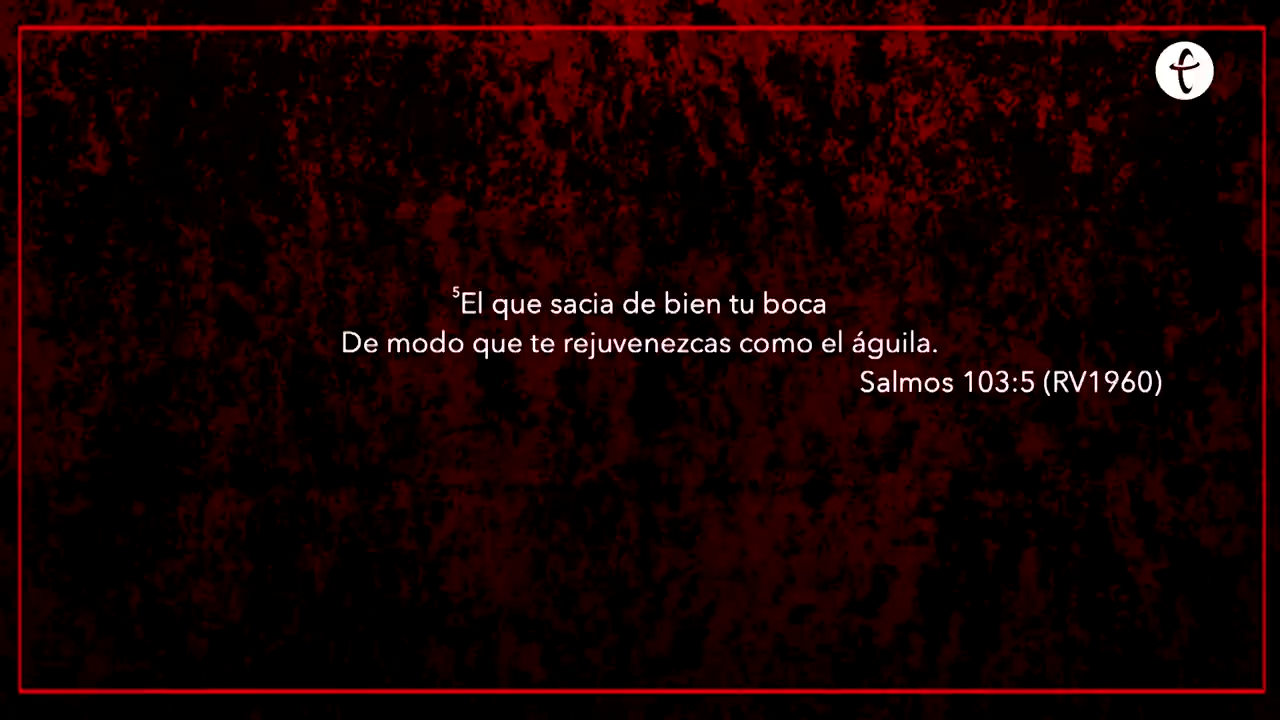 ⁵El que sacia de bien tu boca
De modo que te rejuvenezcas como el águila.
Salmos 103:5 (RV1960)